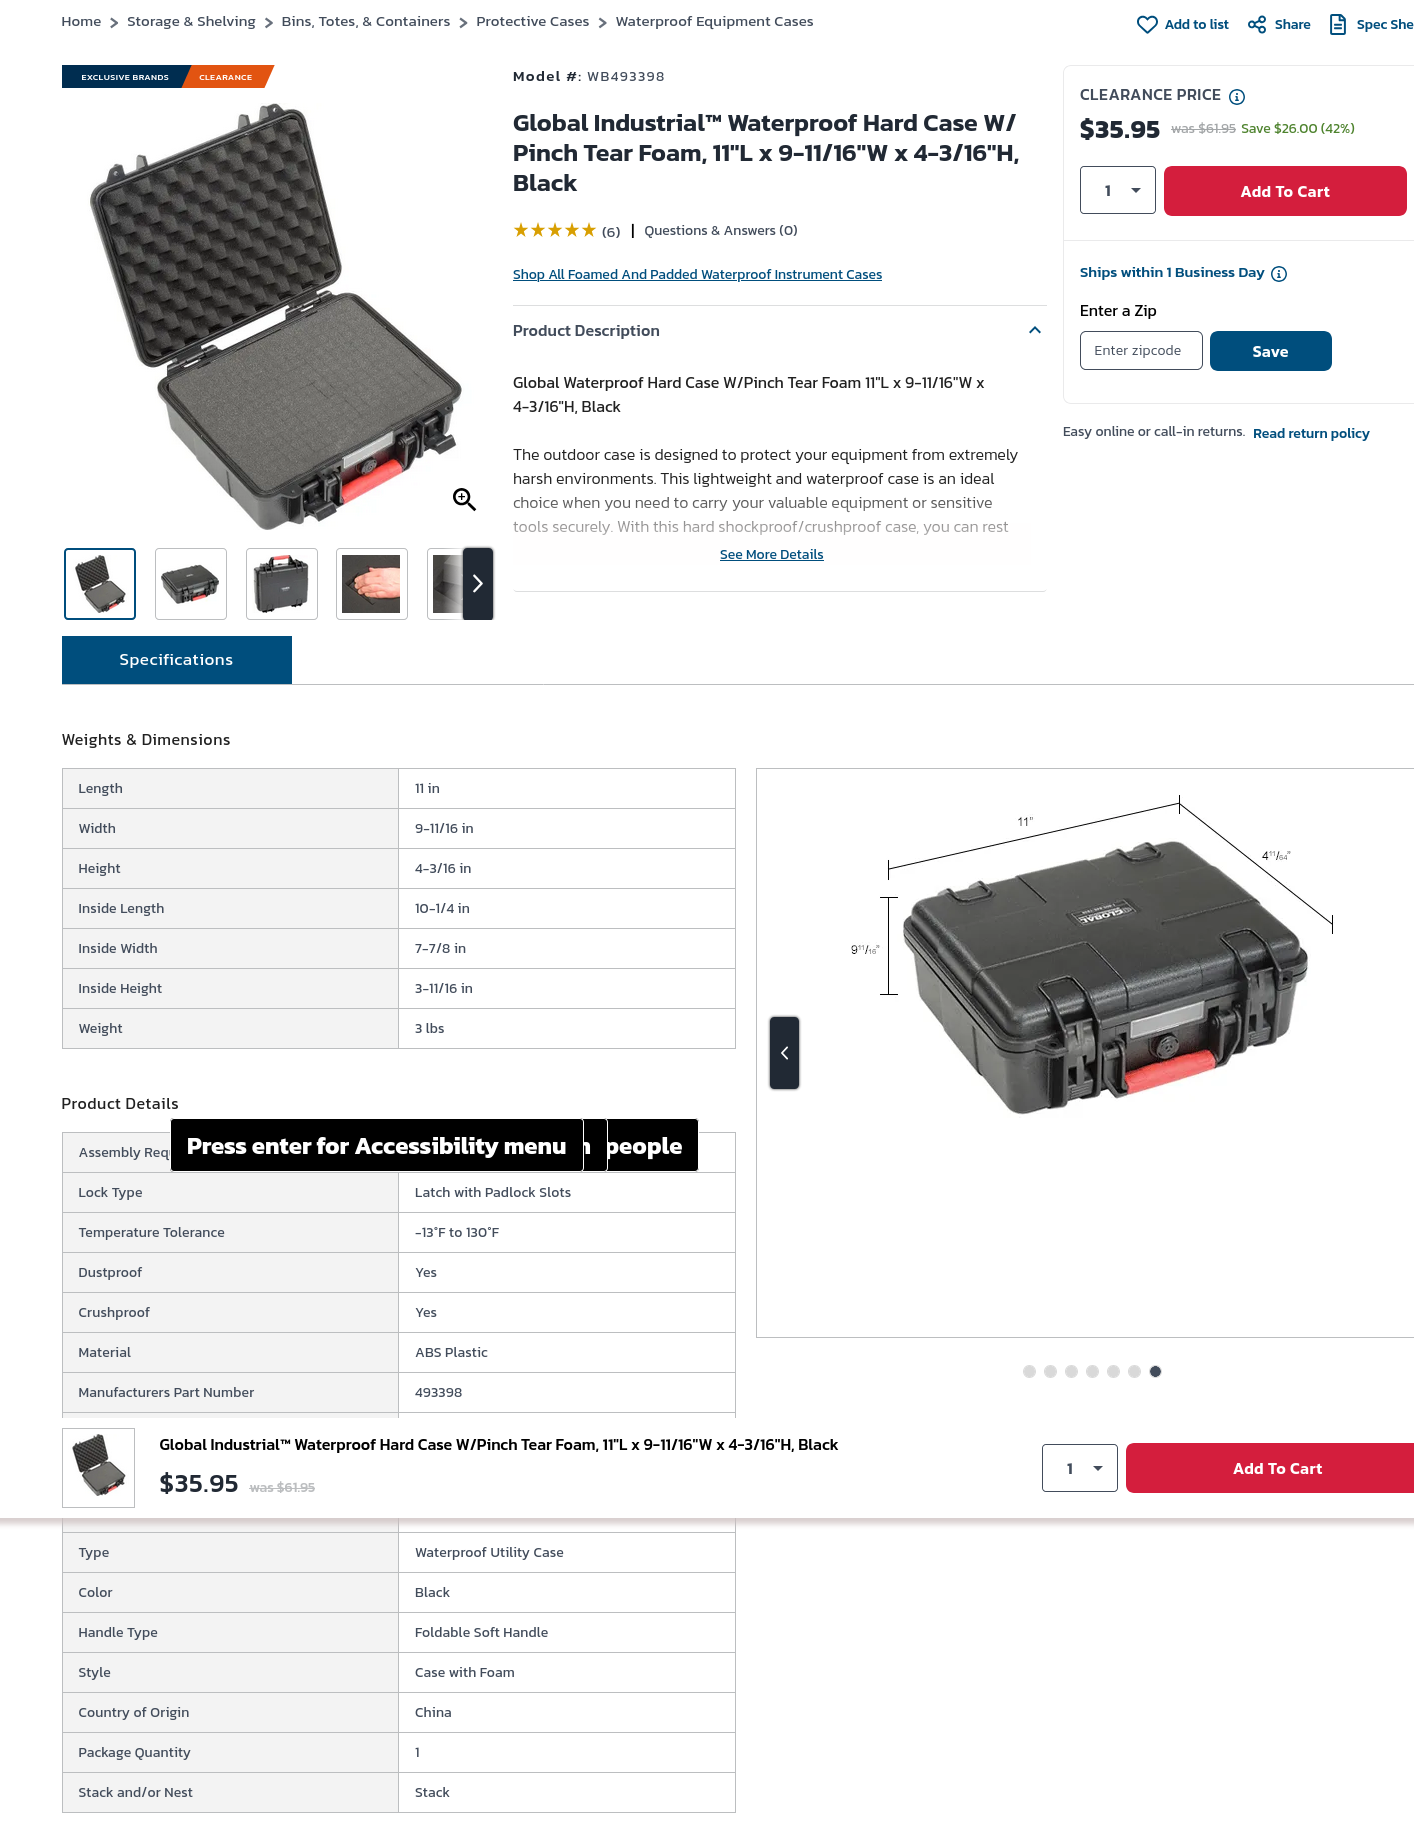 Home > Storage & Shelving > Bins, Totes, & Containers > Protective Cases > Waterproof Equipment Cases
Add to list Share Spec She
EXCLUSIVE BRANDS CLEARANCE
Model #: WB493398
Global Industrial™ Waterproof Hard Case W/
Pinch Tear Foam, 11"L x 9-11/16"W x 4-3/16"H,
Black
(6) | Questions & Answers (0)
Shop All Foamed And Padded Waterproof Instrument Cases
Product Description
Global Waterproof Hard Case W/Pinch Tear Foam 11"L x 9-11/16"W x
4-3/16"H, Black
The outdoor case is designed to protect your equipment from extremely
harsh environments. This lightweight and waterproof case is an ideal
choice when you need to carry your valuable equipment or sensitive
tools securely. With this hard shockproof/crushproof case, you can rest
See More Details
CLEARANCE PRICE
$35.95 was $61.95 Save $26.00 (42%)
1 Add To Cart
Ships within 1 Business Day
Enter a Zip
Enter zipcode Save
Easy online or call-in returns. Read return policy
Specifications
Weights & Dimensions
Length 11 in
Width 9-11/16 in
Height 4-3/16 in
Inside Length 10-1/4 in
Inside Width 7-7/8 in
Inside Height 3-11/16 in
Weight 3 lbs
11"
4 11/64"
9 11/16"
GLOBAL
Product Details
Assembly Req
Press enter for Accessibility menu people
Lock Type Latch with Padlock Slots
Temperature Tolerance -13°F to 130°F
Dustproof Yes
Crushproof Yes
Material ABS Plastic
Manufacturers Part Number 493398
Global Industrial™ Waterproof Hard Case W/Pinch Tear Foam, 11"L x 9-11/16"W x 4-3/16"H, Black
$35.95 was $61.95
1 Add To Cart
Type Waterproof Utility Case
Color Black
Handle Type Foldable Soft Handle
Style Case with Foam
Country of Origin China
Package Quantity 1
Stack and/or Nest Stack